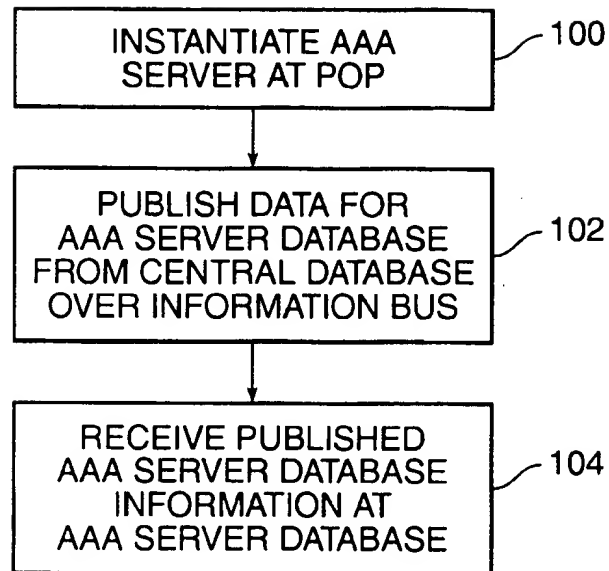 INSTANTIATE AAA
SERVER AT POP
100
PUBLISH DATA FOR
AAA SERVER DATABASE
FROM CENTRAL DATABASE
OVER INFORMATION BUS
102
RECEIVE PUBLISHED
AAA SERVER DATABASE
INFORMATION AT
AAA SERVER DATABASE
104